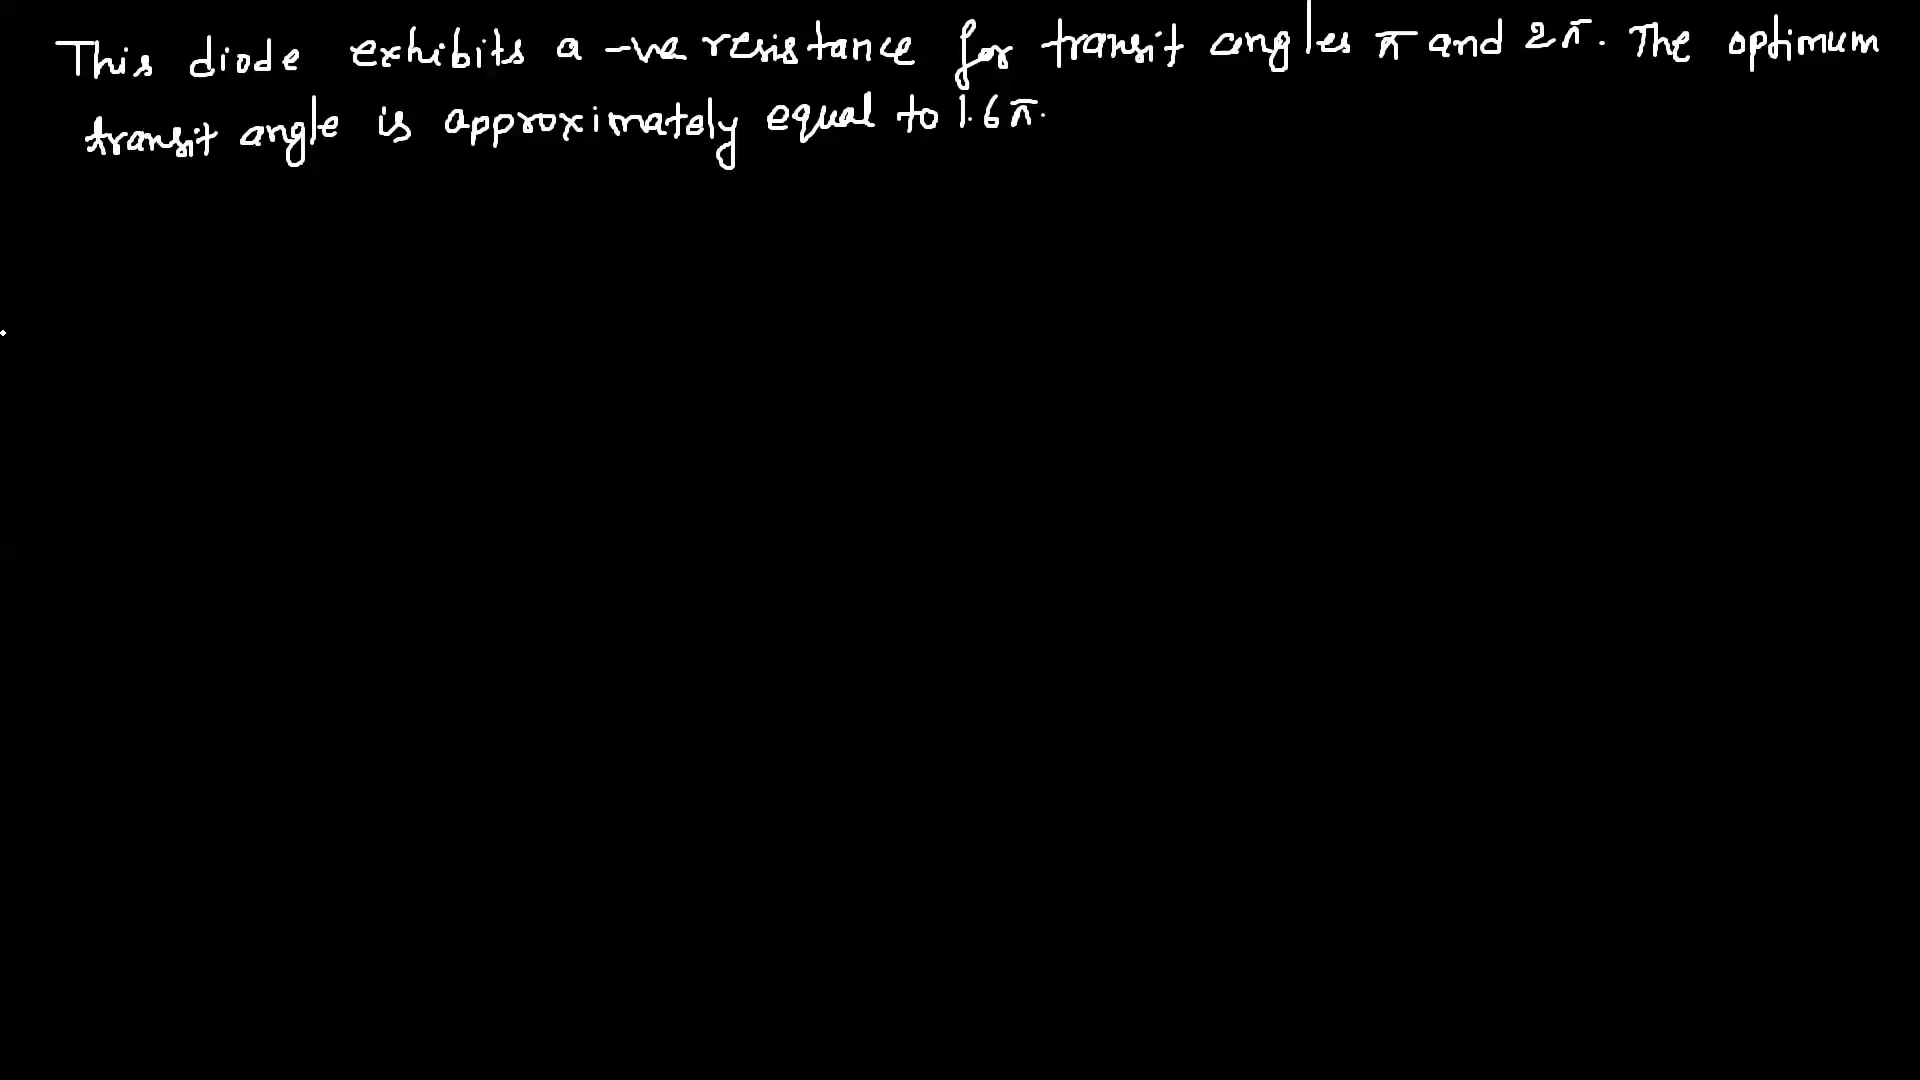 This diode exhibits a -ve resistance for transit angles π and 2π. The optimum
transit angle is approximately equal to 1.6π.